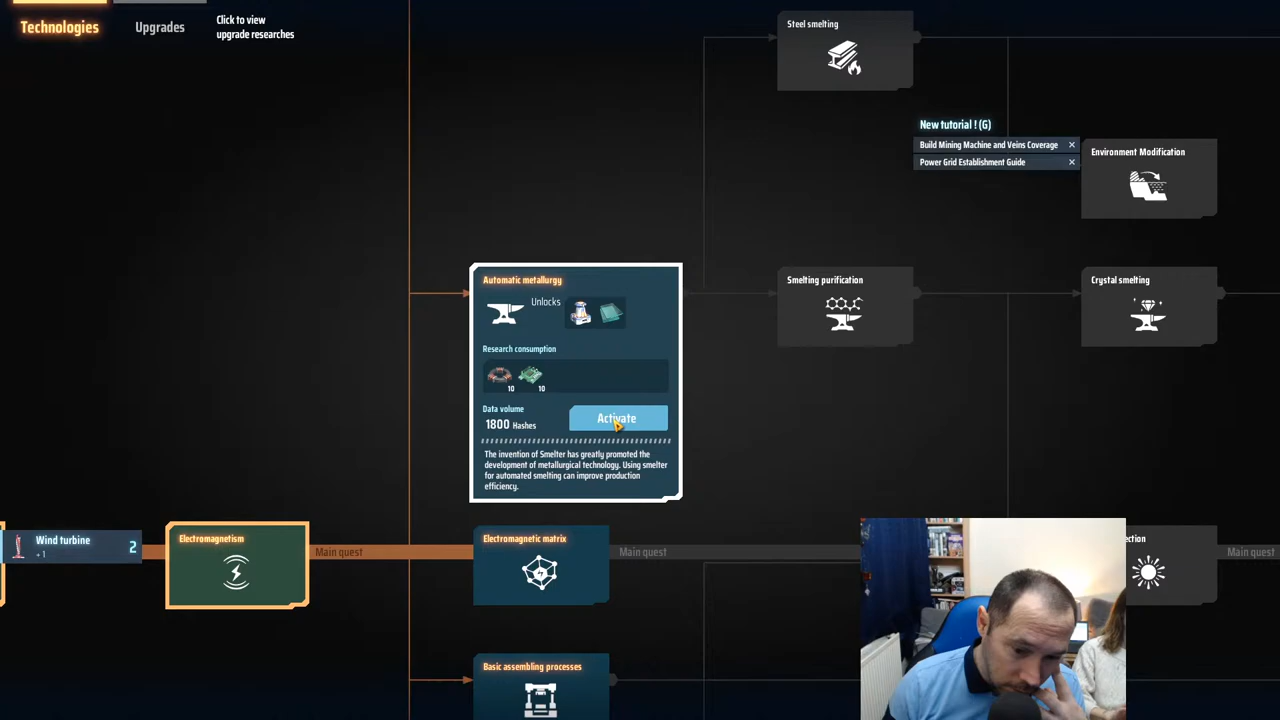 Technologies
Upgrades
Click to view
upgrade researches
Steel smelting
New tutorial ! (G)
Build Mining Machine and Veins Coverage ✕
Power Grid Establishment Guide ✕
Environment Modification
Automatic metallurgy
Unlocks
Research consumption
10 10
Data volume
1800 Hashes
Activate
The invention of Smelter has greatly promoted the
development of metallurgical technology. Using smelter
for automated smelting can improve production
efficiency.
Smelting purification
Crystal smelting
Wind turbine
+1
2
Electromagnetism
Main quest
Electromagnetic matrix
Main quest
Main quest
Basic assembling processes